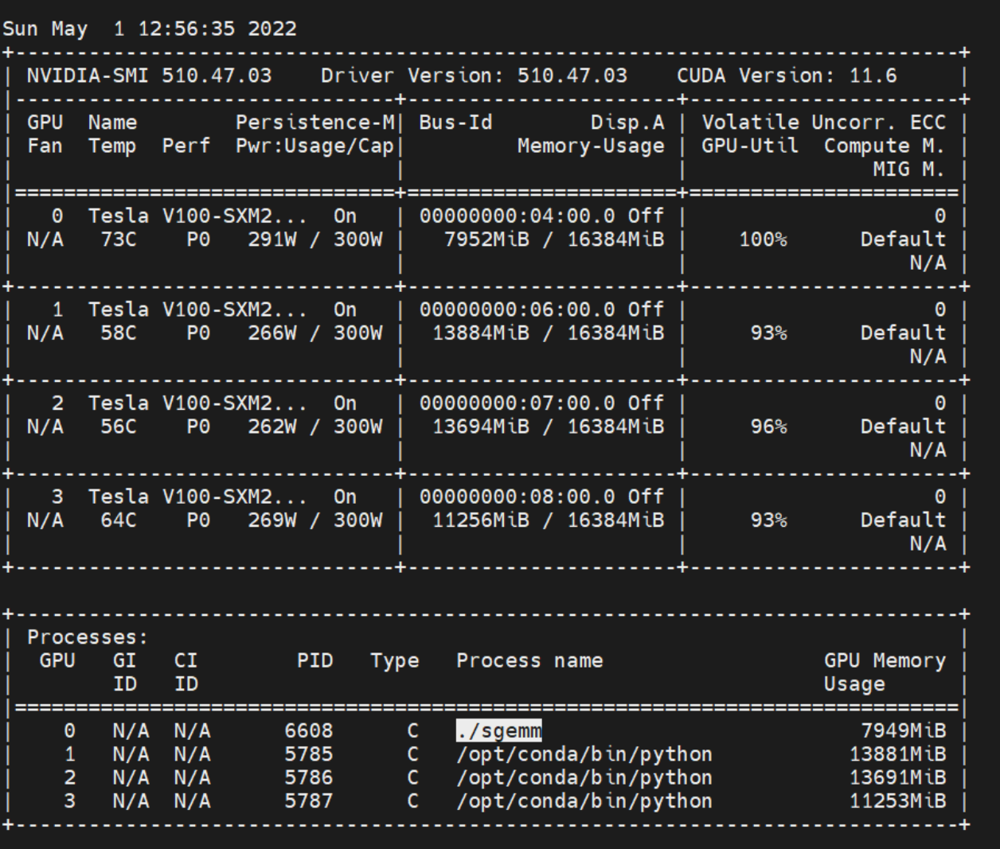 Sun May  1 12:56:35 2022
+-----------------------------------------------------------------------------+
| NVIDIA-SMI 510.47.03    Driver Version: 510.47.03    CUDA Version: 11.6     |
|-------------------------------+----------------------+----------------------+
| GPU  Name        Persistence-M| Bus-Id        Disp.A | Volatile Uncorr. ECC |
| Fan  Temp  Perf  Pwr:Usage/Cap|         Memory-Usage | GPU-Util  Compute M. |
|                               |                      |               MIG M. |
|===============================+======================+======================|
|   0  Tesla V100-SXM2...  On   | 00000000:04:00.0 Off |                    0 |
| N/A   73C    P0   291W / 300W |   7952MiB / 16384MiB |    100%      Default |
|                               |                      |                  N/A |
+-------------------------------+----------------------+----------------------+
|   1  Tesla V100-SXM2...  On   | 00000000:06:00.0 Off |                    0 |
| N/A   58C    P0   266W / 300W |  13884MiB / 16384MiB |     93%      Default |
|                               |                      |                  N/A |
+-------------------------------+----------------------+----------------------+
|   2  Tesla V100-SXM2...  On   | 00000000:07:00.0 Off |                    0 |
| N/A   56C    P0   262W / 300W |  13694MiB / 16384MiB |     96%      Default |
|                               |                      |                  N/A |
+-------------------------------+----------------------+----------------------+
|   3  Tesla V100-SXM2...  On   | 00000000:08:00.0 Off |                    0 |
| N/A   64C    P0   269W / 300W |  11256MiB / 16384MiB |     93%      Default |
|                               |                      |                  N/A |
+-------------------------------+----------------------+----------------------+

+-----------------------------------------------------------------------------+
| Processes:                                                                  |
|  GPU   GI   CI        PID   Type   Process name                  GPU Memory |
|        ID   ID                                                   Usage      |
|=============================================================================|
|    0   N/A  N/A      6608      C   ./sgemm                          7949MiB |
|    1   N/A  N/A      5785      C   /opt/conda/bin/python           13881MiB |
|    2   N/A  N/A      5786      C   /opt/conda/bin/python           13691MiB |
|    3   N/A  N/A      5787      C   /opt/conda/bin/python           11253MiB |
+-----------------------------------------------------------------------------+